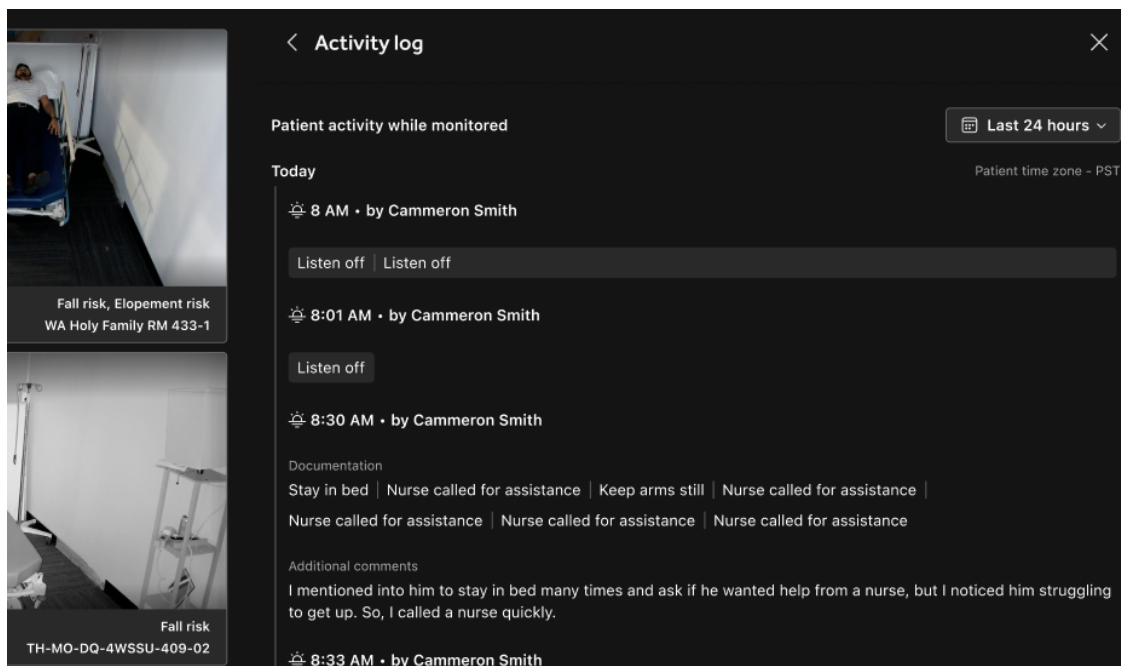 Activity log
Patient activity while monitored
Last 24 hours
Today
Patient time zone - PST
8 AM • by Cammeron Smith
Listen off | Listen off
8:01 AM • by Cammeron Smith
Listen off
8:30 AM • by Cammeron Smith
Documentation
Stay in bed | Nurse called for assistance | Keep arms still | Nurse called for assistance |
Nurse called for assistance | Nurse called for assistance | Nurse called for assistance
Additional comments
I mentioned into him to stay in bed many times and ask if he wanted help from a nurse, but I noticed him struggling
to get up. So, I called a nurse quickly.
8:33 AM • by Cammeron Smith
Fall risk, Elopement risk
WA Holy Family RM 433-1
Fall risk
TH-MO-DQ-4WSSU-409-02